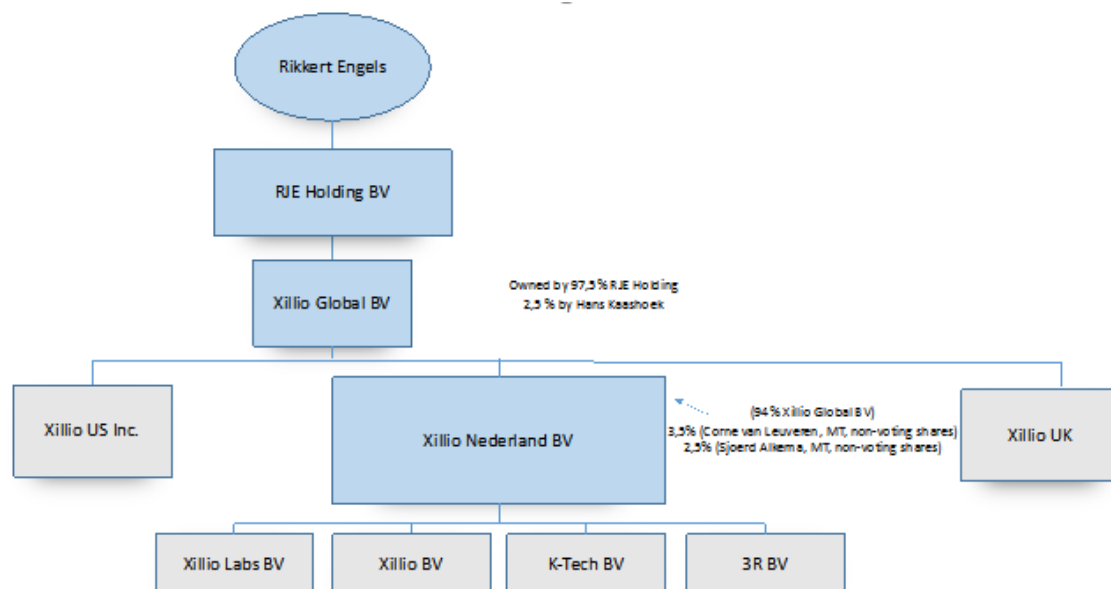 Rikkert Engels
RJE Holding BV
Xillio Global BV
Owned by 97,5% RJE Holding
2,5 % by Hans Kaashoek
Xillio US Inc.
Xillio Nederland BV
(94% Xillio Global BV)
3,5% (Corne van Leuveren, MT, non-voting shares)
2,5% (Sjoerd Alkema, MT, non-voting shares)
Xillio UK
Xillio Labs BV
Xillio BV
K-Tech BV
3R BV